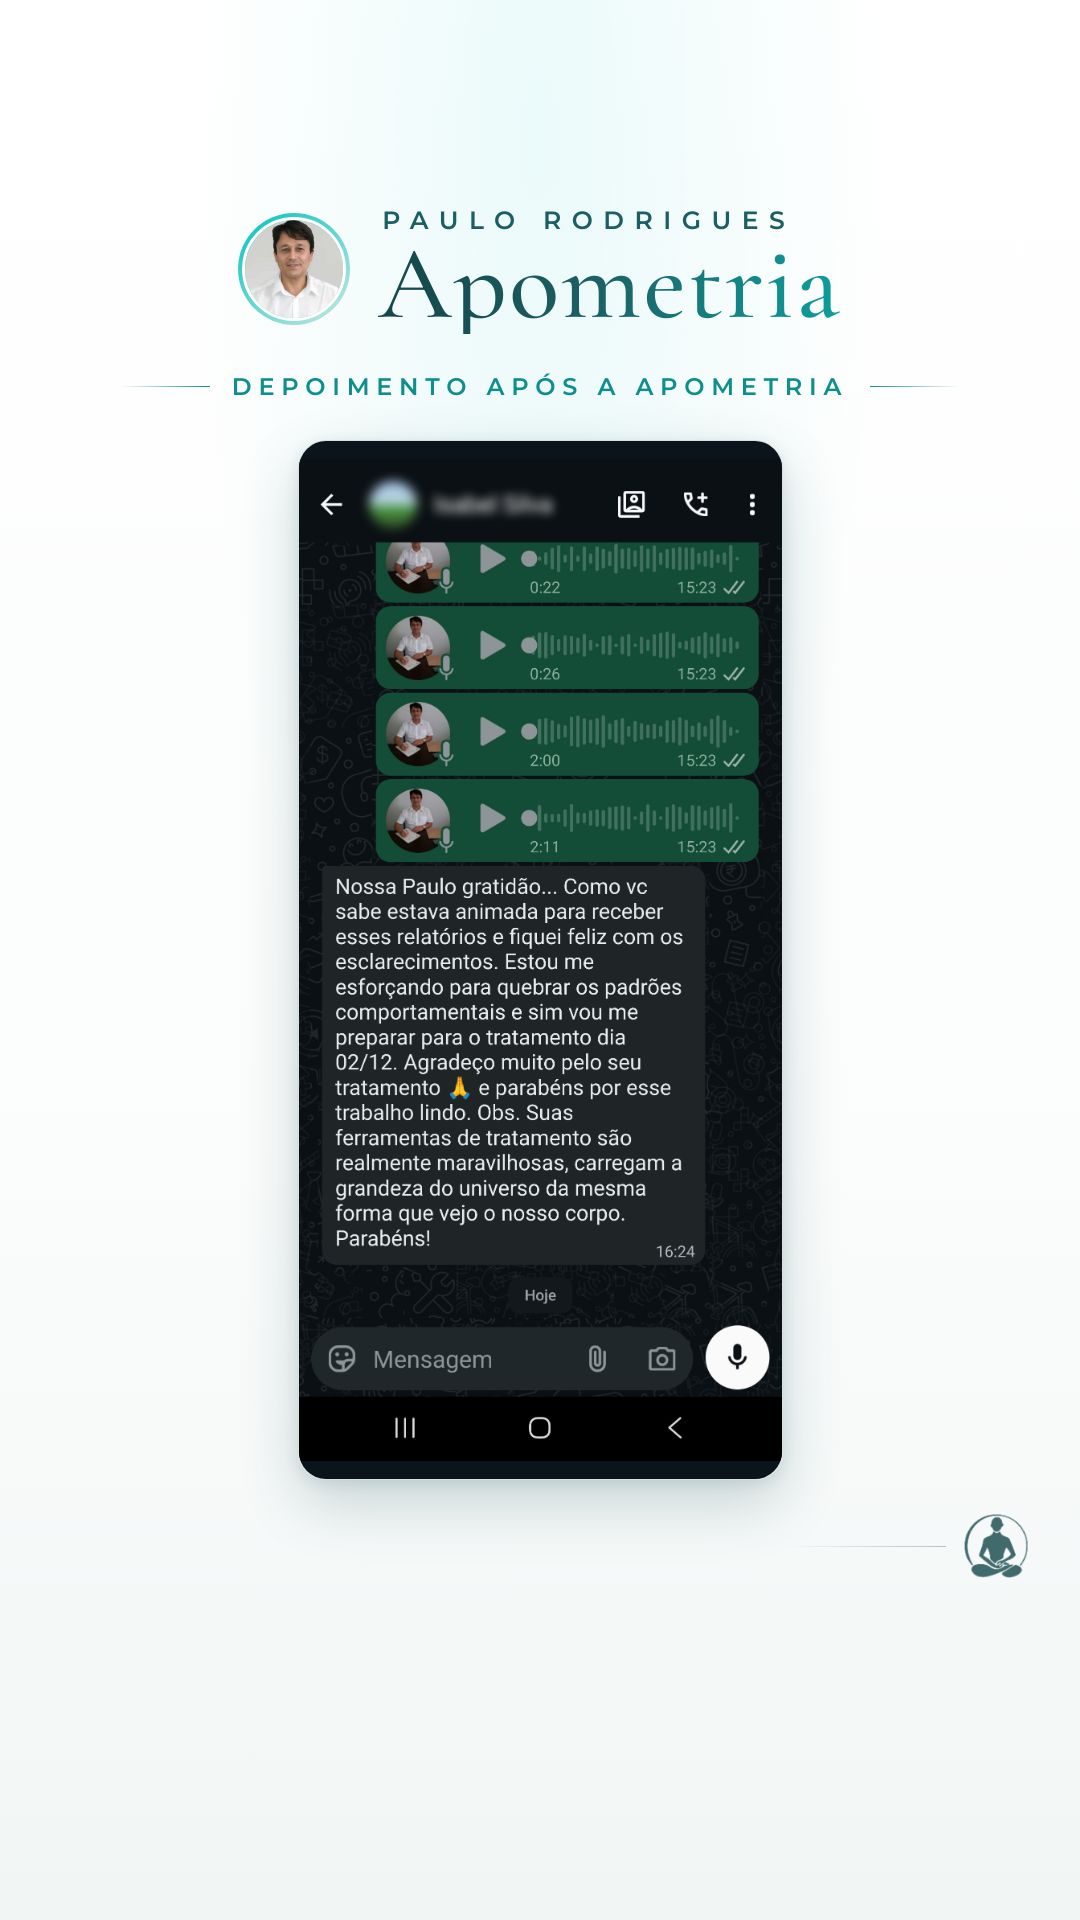 PAULO RODRIGUES
Apometria
DEPOIMENTO APÓS A APOMETRIA
0:22 15:23
0:26 15:23
2:00 15:23
2:11 15:23
Nossa Paulo gratidão... Como vc
sabe estava animada para receber
esses relatórios e fiquei feliz com os
esclarecimentos. Estou me
esforçando para quebrar os padrões
comportamentais e sim vou me
preparar para o tratamento dia
02/12. Agradeço muito pelo seu
tratamento 🙏 e parabéns por esse
trabalho lindo. Obs. Suas
ferramentas de tratamento são
realmente maravilhosas, carregam a
grandeza do universo da mesma
forma que vejo o nosso corpo.
Parabéns!
16:24
Hoje
Mensagem